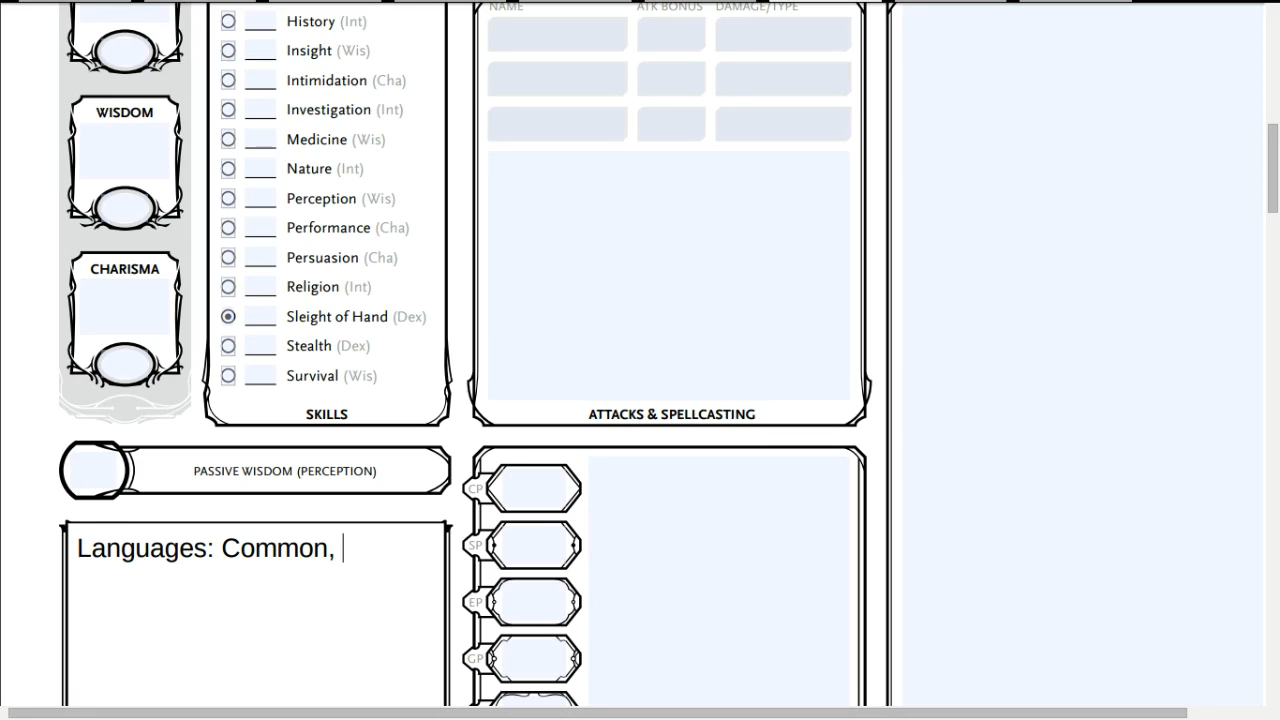 NAME ATK BONUS DAMAGE/TYPE
History (Int)
Insight (Wis)
Intimidation (Cha)
Investigation (Int)
Medicine (Wis)
Nature (Int)
Perception (Wis)
Performance (Cha)
Persuasion (Cha)
Religion (Int)
Sleight of Hand (Dex)
Stealth (Dex)
Survival (Wis)
SKILLS
WISDOM
CHARISMA
ATTACKS & SPELLCASTING
PASSIVE WISDOM (PERCEPTION)
Languages: Common,
CP
SP
EP
GP